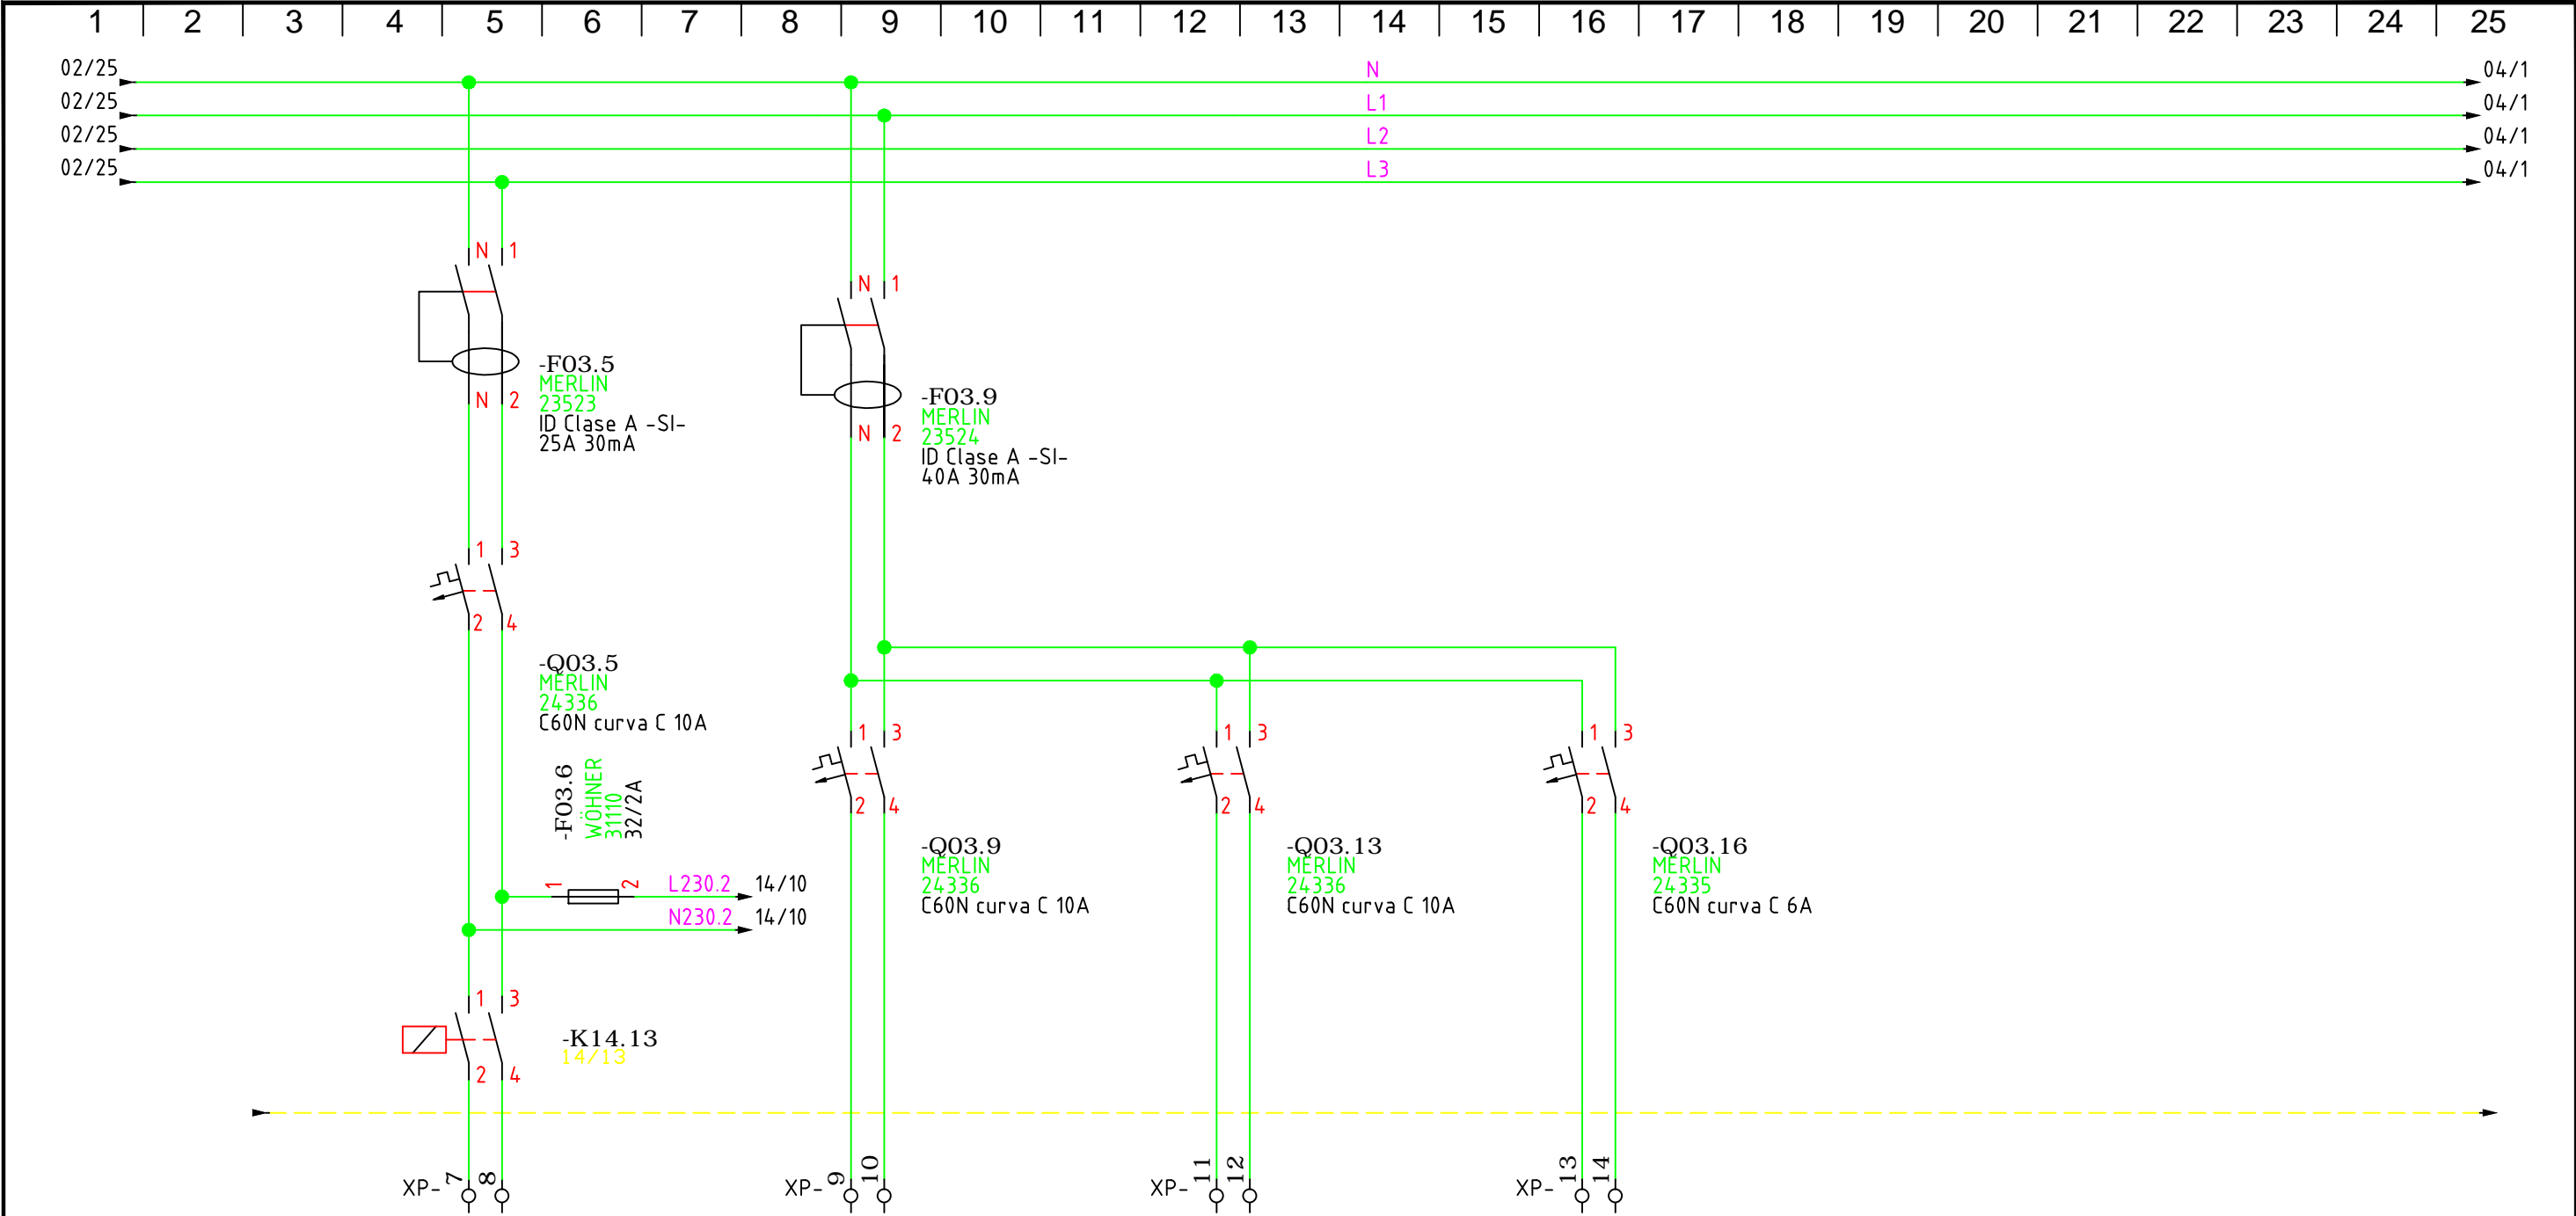 1 2 3 4 5 6 7 8 9 10 11 12 13 14 15 16 17 18 19 20 21 22 23 24 25
02/25 N 04/1
02/25 L1 04/1
02/25 L2 04/1
02/25 L3 04/1
N 1
N 2
-F03.5
MERLIN
23523
ID Clase A -SI-
25A 30mA
N 1
N 2
-F03.9
MERLIN
23524
ID Clase A -SI-
40A 30mA
1 3
2 4
-Q03.5
MERLIN
24336
C60N curva C 10A
-F03.6
WÖHNER
31110
32/2A
1 2
L230.2 14/10
N230.2 14/10
1 3
2 4
-Q03.9
MERLIN
24336
C60N curva C 10A
1 3
2 4
-Q03.13
MERLIN
24336
C60N curva C 10A
1 3
2 4
-Q03.16
MERLIN
24335
C60N curva C 6A
1 3
2 4
-K14.13
14/13
XP- 7 8
XP- 9 10
XP- 11 12
XP- 13 14